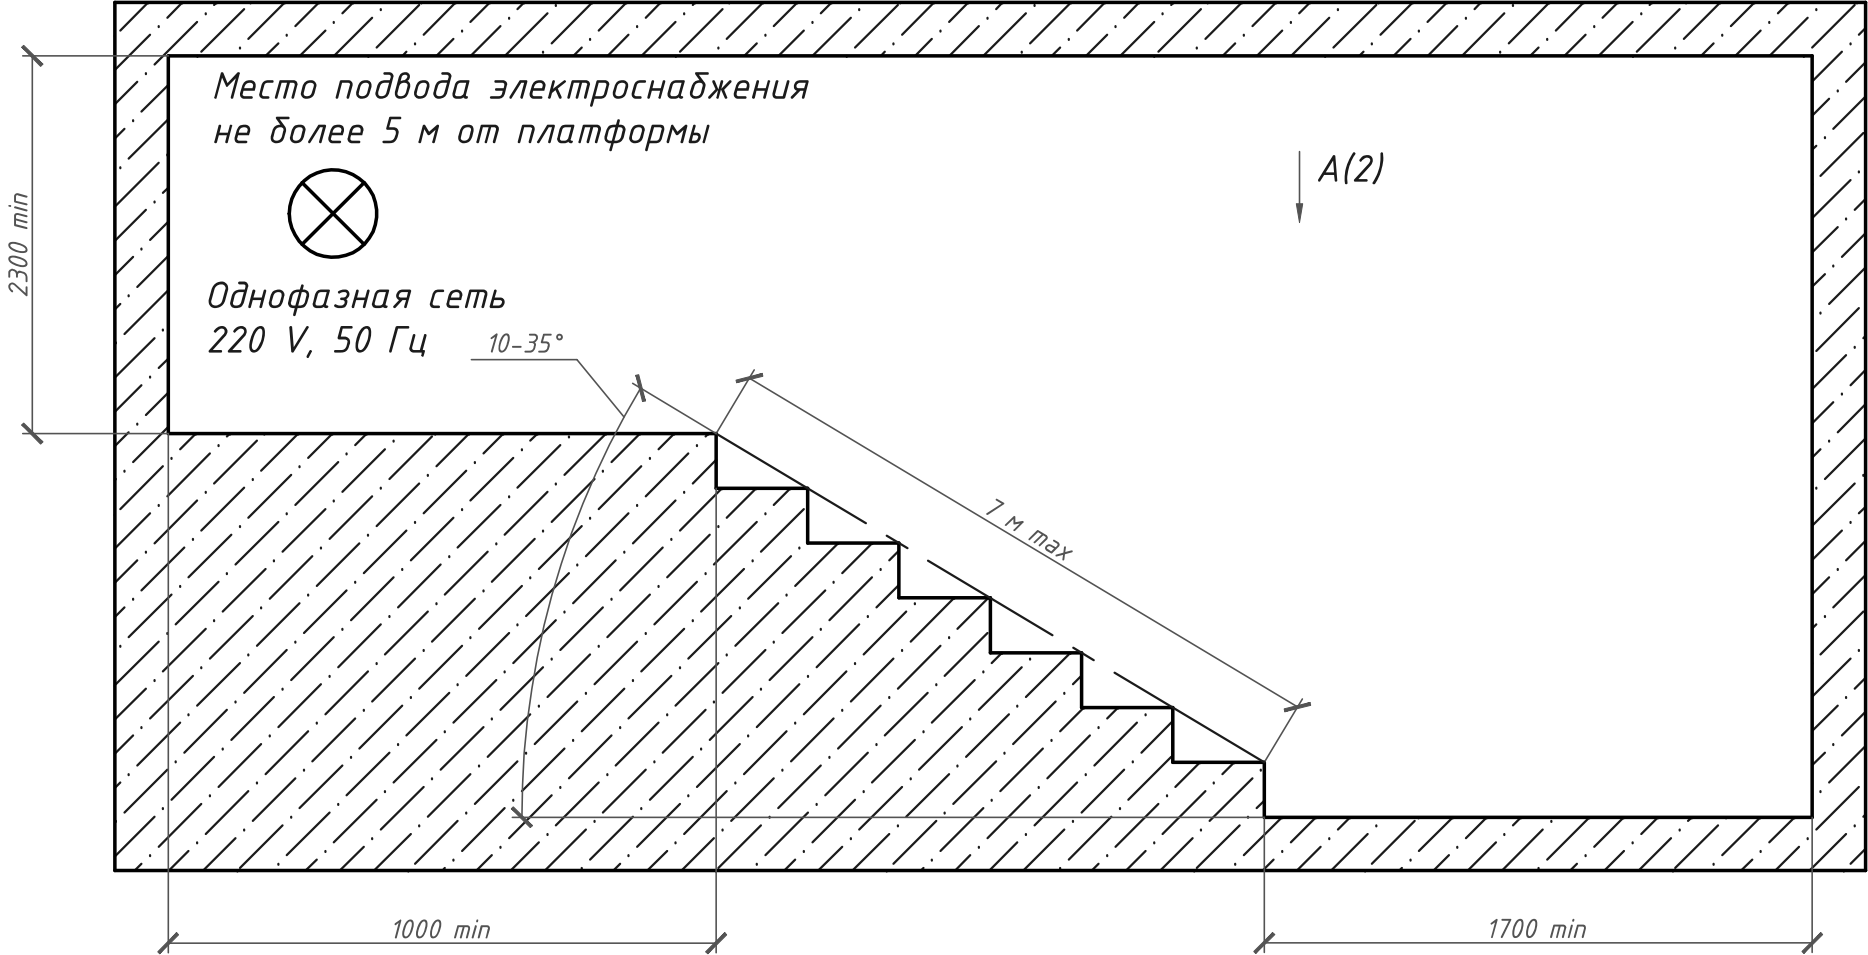 Место подвода электроснабжения
не более 5 м от платформы
А(2)
2300 min
Однофазная сеть
220 V, 50 Гц
10-35°
7 м max
1000 min
1700 min